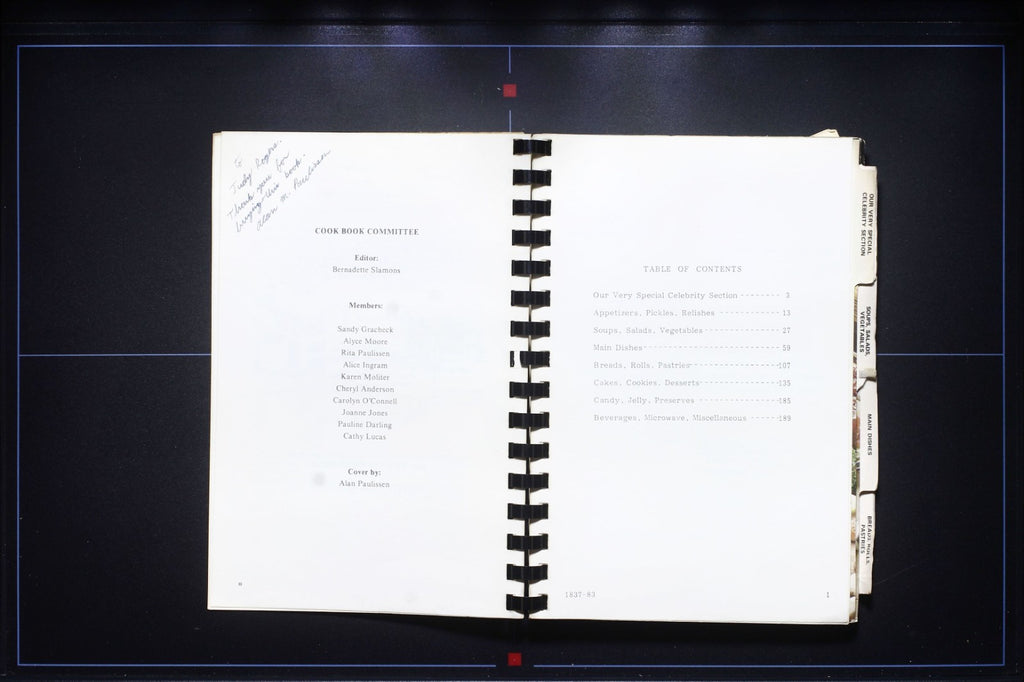 To
Judy Rogers.
Thank you for
buying this book.
Alan M. Paulissen
COOK BOOK COMMITTEE
Editor:
Bernadette Slamons
Members:
Sandy Gracheck
Alyce Moore
Rita Paulissen
Alice Ingram
Karen Moliter
Cheryl Anderson
Carolyn O'Connell
Joanne Jones
Pauline Darling
Cathy Lucas
Cover by:
Alan Paulissen
TABLE OF CONTENTS
Our Very Special Celebrity Section -------- 3
Appetizers, Pickles, Relishes ------------- 13
Soups, Salads, Vegetables --------------- 27
Main Dishes --------------------------- 59
Breads, Rolls, Pastries ------------------ 107
Cakes, Cookies, Desserts ---------------- 135
Candy, Jelly, Preserves ----------------- 185
Beverages, Microwave, Miscellaneous ------ 189
1837-83
1
OUR VERY SPECIAL
CELEBRITY SECTION
SOUPS, SALADS,
VEGETABLES
MAIN DISHES
BREADS, ROLLS,
PASTRIES